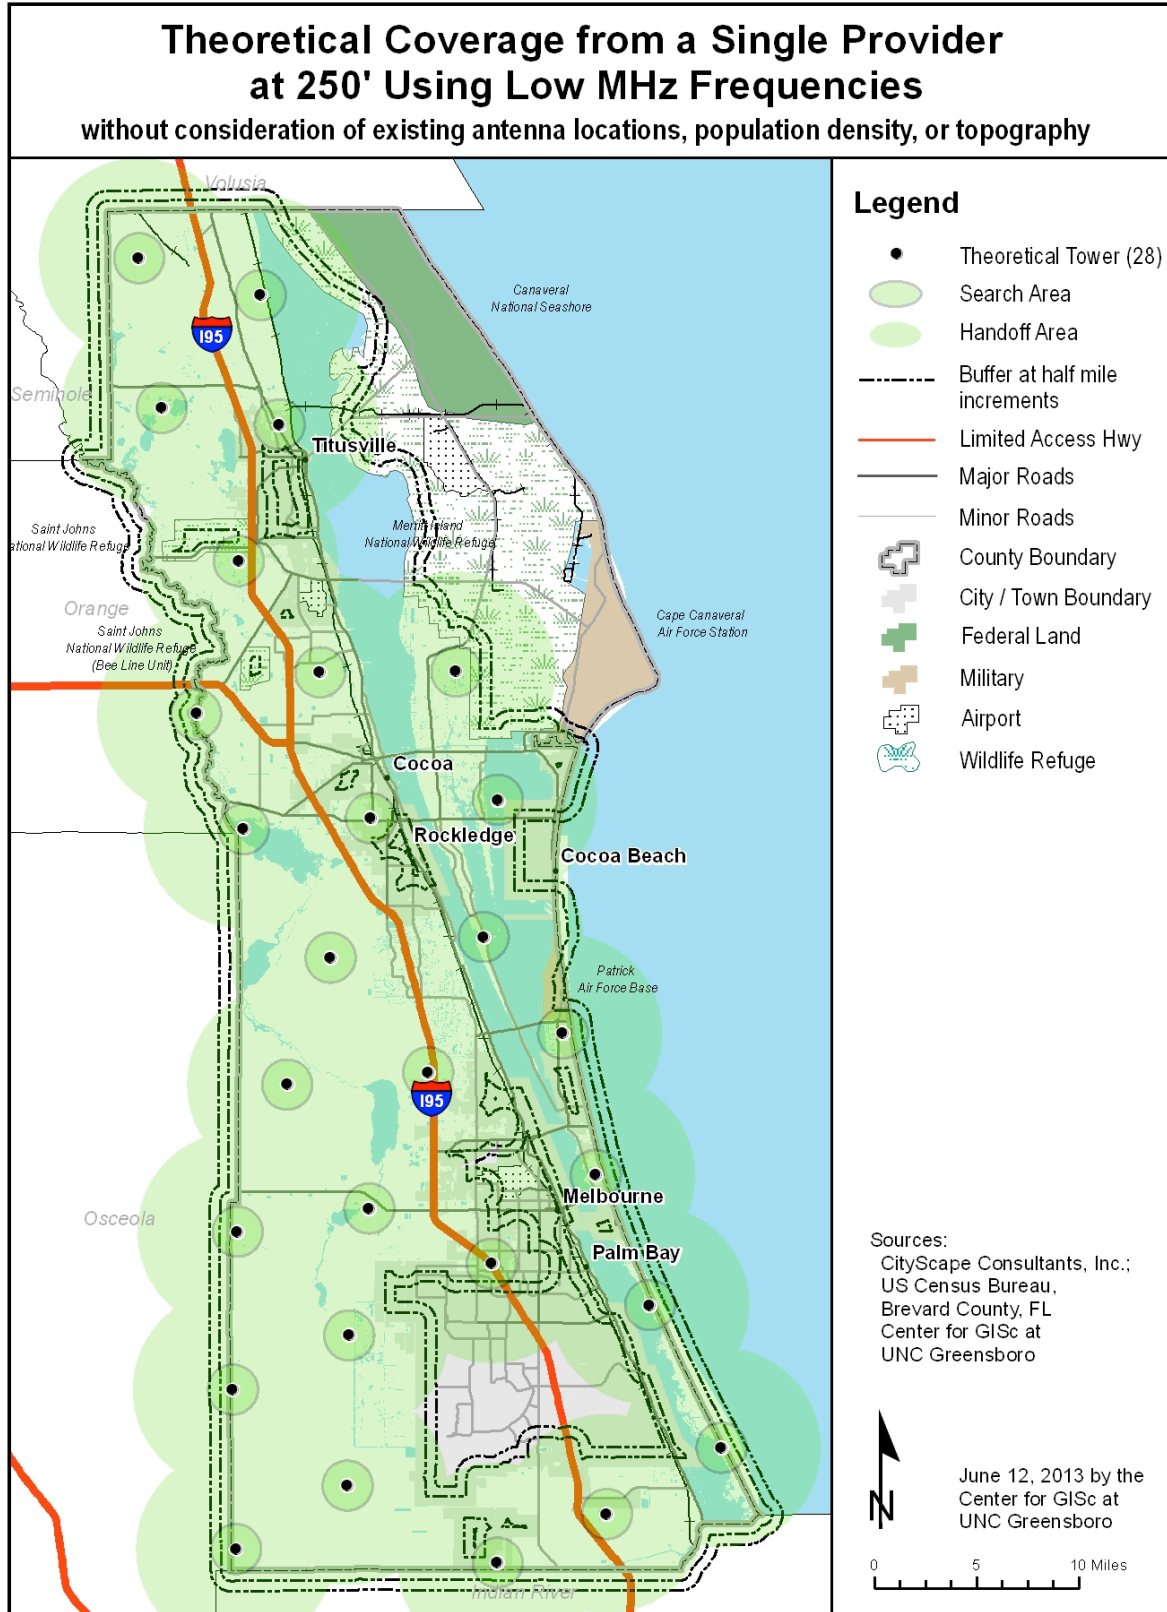 Theoretical Coverage from a Single Provider
at 250' Using Low MHz Frequencies
without consideration of existing antenna locations, population density, or topography
Volusia
Canaveral
National Seashore
I95
Seminole
Titusville
Saint Johns
National Wildlife Refuge
Merritt Island
National Wildlife Refuge
Orange
Saint Johns
National Wildlife Refuge
(Bee Line Unit)
Cape Canaveral
Air Force Station
Cocoa
Rockledge
Cocoa Beach
Patrick
Air Force Base
I95
Melbourne
Osceola
Palm Bay
Indian River
Legend
Theoretical Tower (28)
Search Area
Handoff Area
Buffer at half mile
increments
Limited Access Hwy
Major Roads
Minor Roads
County Boundary
City / Town Boundary
Federal Land
Military
Airport
Wildlife Refuge
Sources:
CityScape Consultants, Inc.;
US Census Bureau,
Brevard County, FL
Center for GISc at
UNC Greensboro
N
June 12, 2013 by the
Center for GISc at
UNC Greensboro
0 5 10 Miles